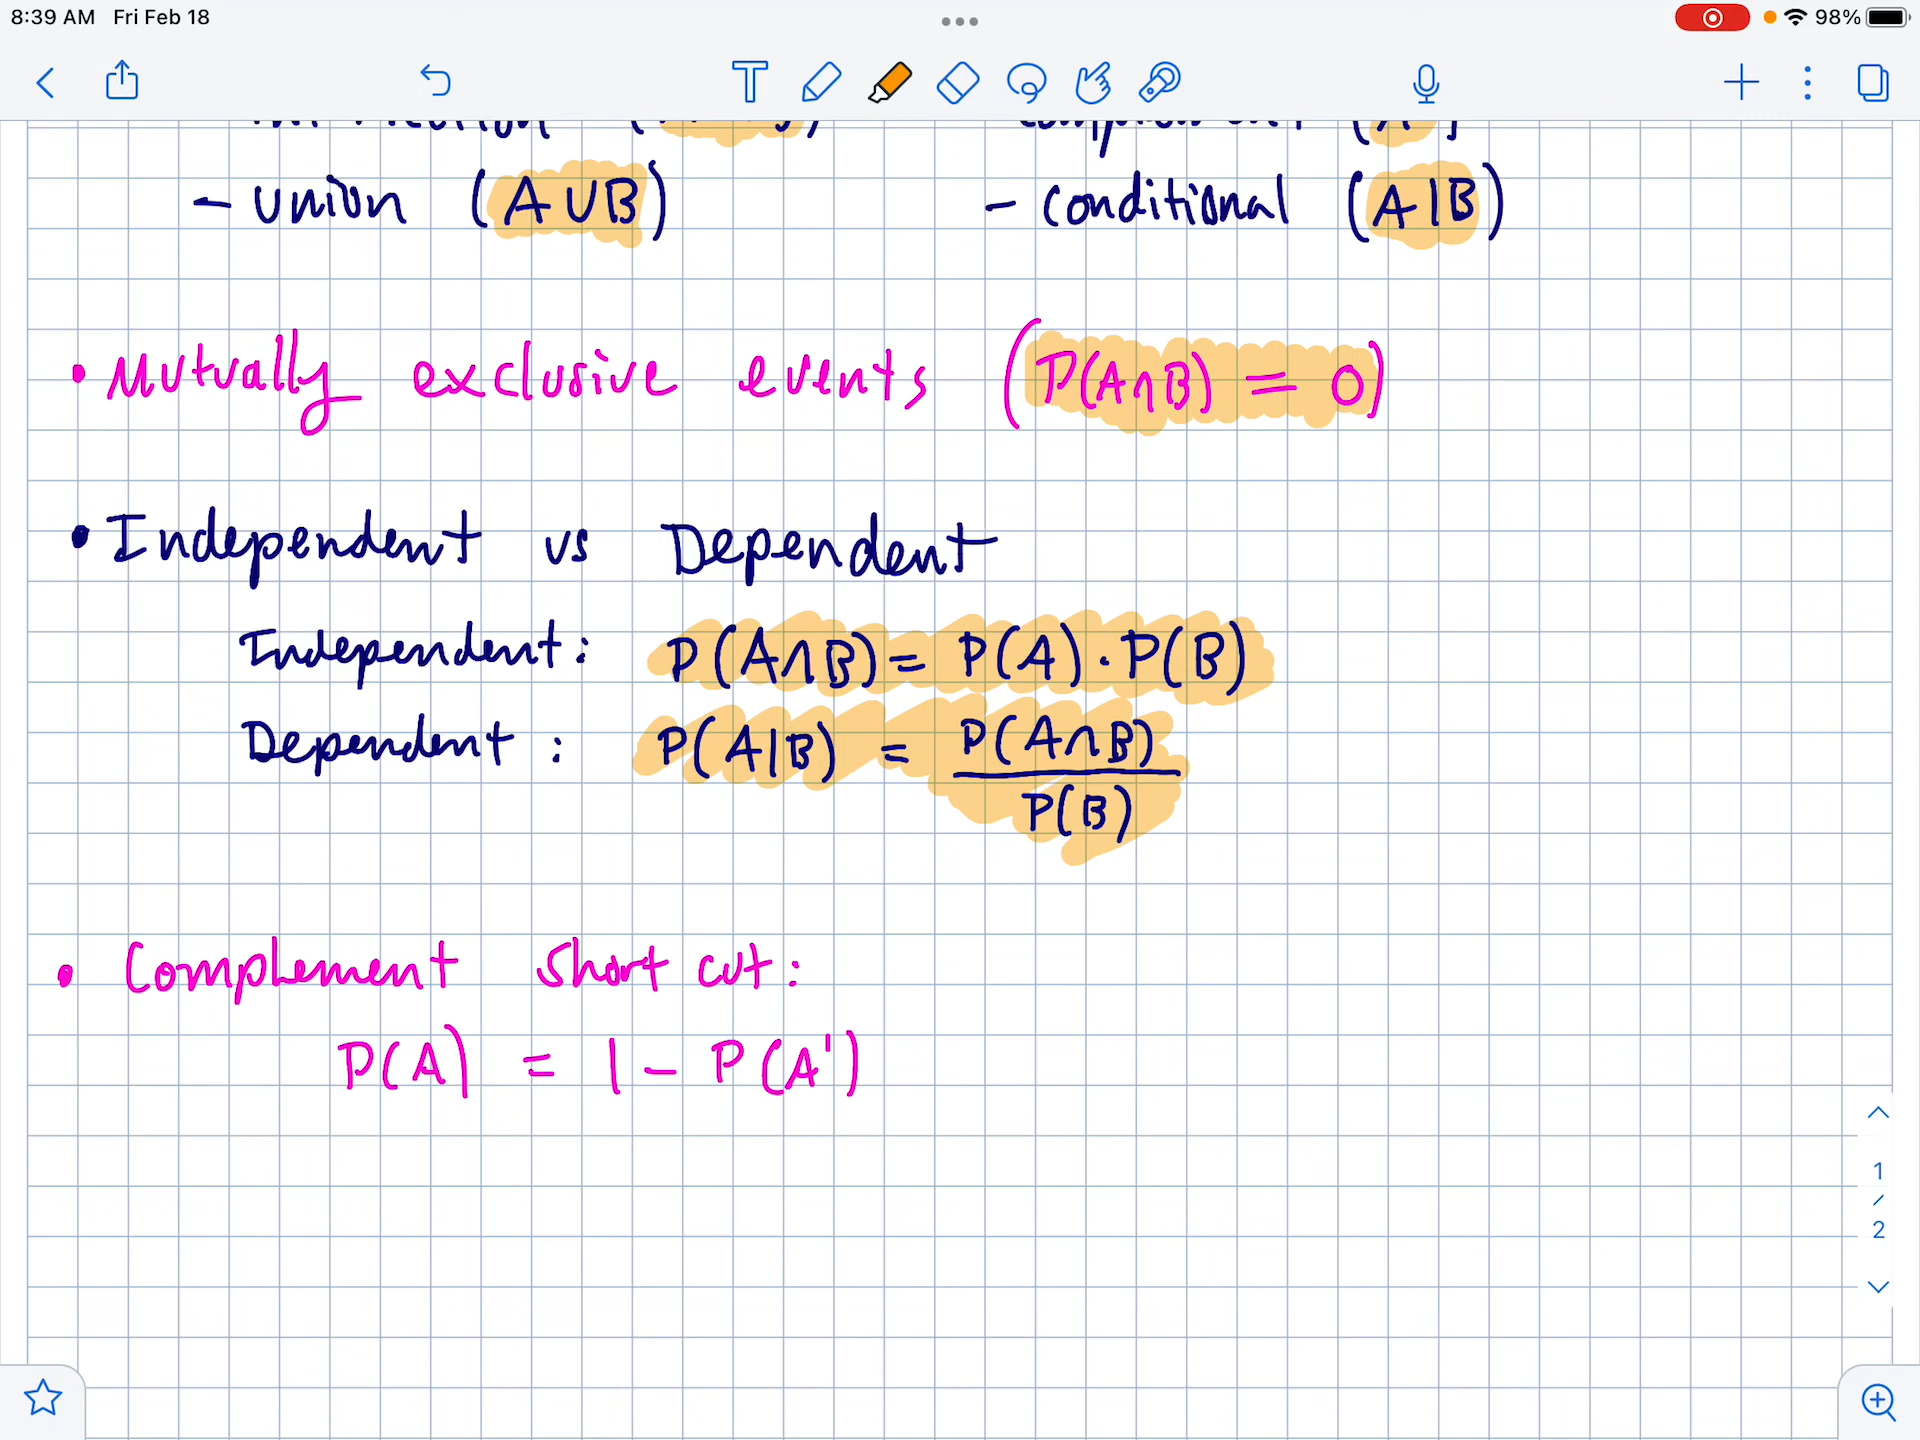 8:39 AM Fri Feb 18
98%
- union (A∪B) - conditional (A|B)
• Mutually exclusive events (P(A∩B) = 0)
• Independent vs Dependent
Independent: P(A∩B) = P(A) · P(B)
Dependent : P(A|B) = P(A∩B) / P(B)
• Complement Short cut:
P(A) = 1 - P(A')
1
/
2